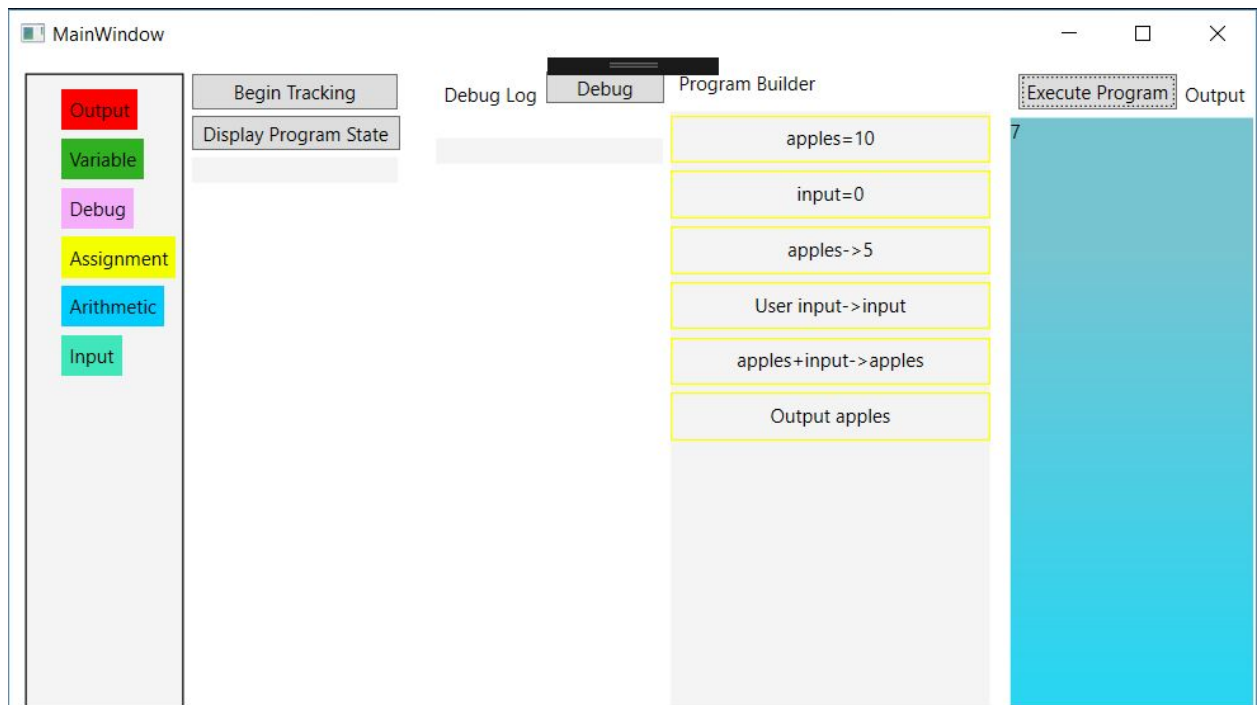 MainWindow
Output
Variable
Debug
Assignment
Arithmetic
Input
Begin Tracking
Display Program State
Debug Log
Debug
Program Builder
apples=10
input=0
apples->5
User input->input
apples+input->apples
Output apples
Execute Program
Output
7